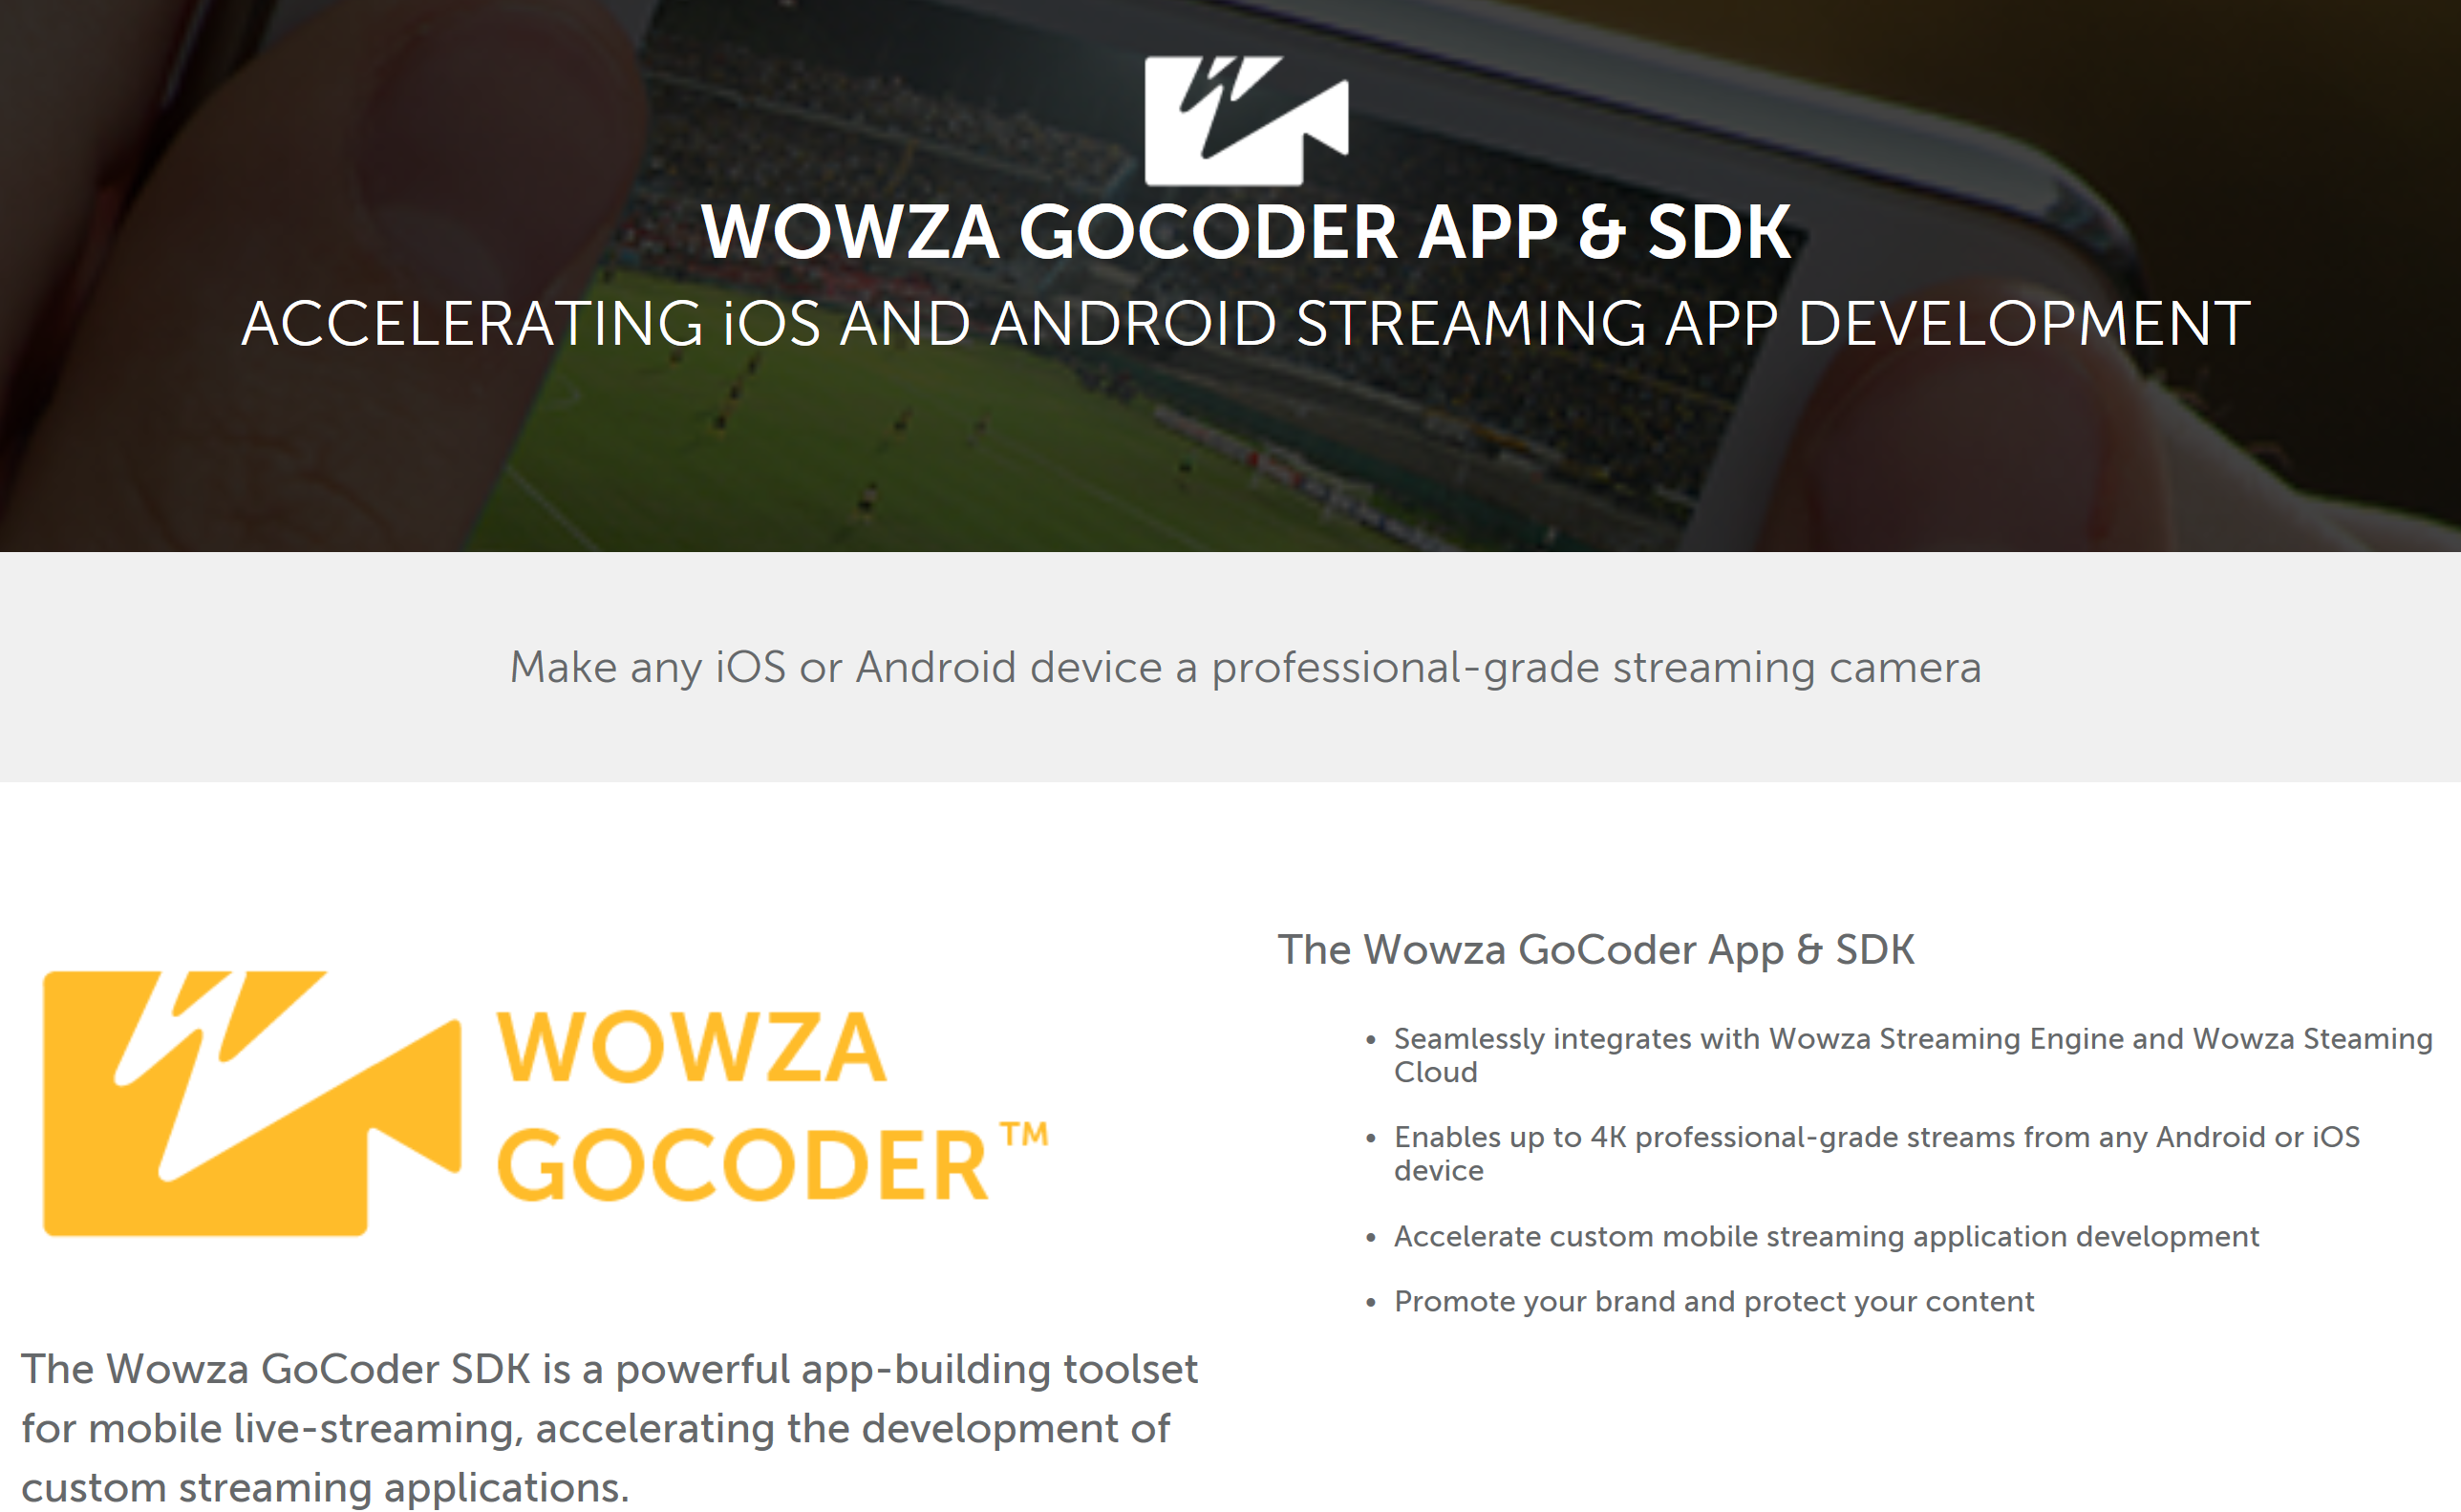 WOWZA GOCODER APP & SDK
ACCELERATING iOS AND ANDROID STREAMING APP DEVELOPMENT
Make any iOS or Android device a professional-grade streaming camera
WOWZA
GOCODER™
The Wowza GoCoder SDK is a powerful app-building toolset
for mobile live-streaming, accelerating the development of
custom streaming applications.
The Wowza GoCoder App & SDK
• Seamlessly integrates with Wowza Streaming Engine and Wowza Steaming
Cloud
• Enables up to 4K professional-grade streams from any Android or iOS
device
• Accelerate custom mobile streaming application development
• Promote your brand and protect your content